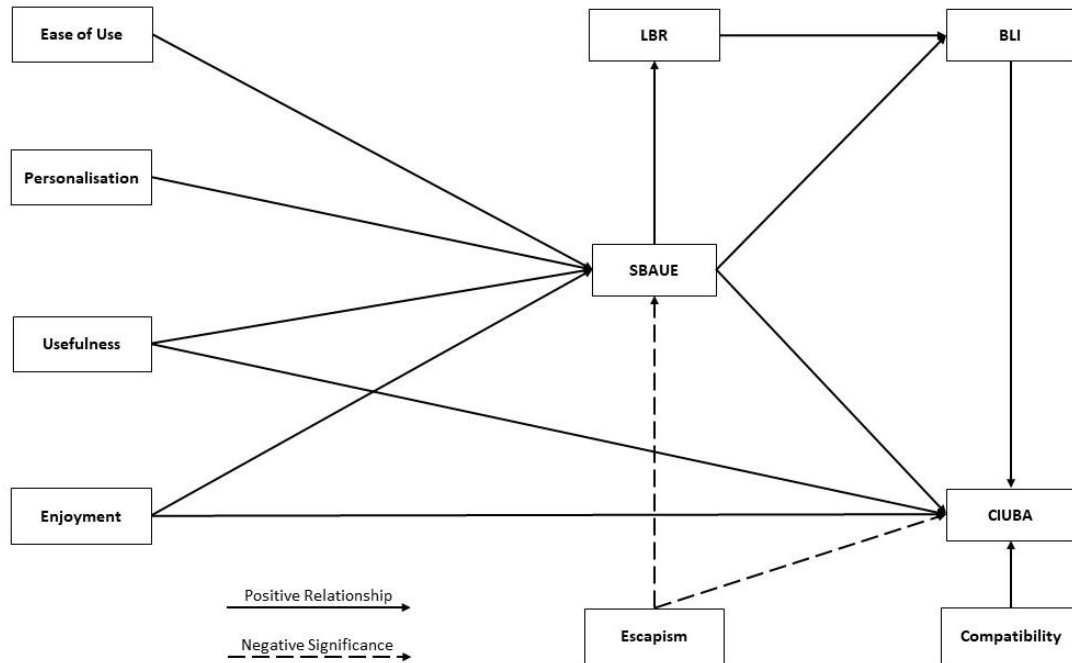 Ease of Use
LBR
BLI
Personalisation
SBAUE
Usefulness
Enjoyment
CIUBA
Positive Relationship
Negative Significance
Escapism
Compatibility